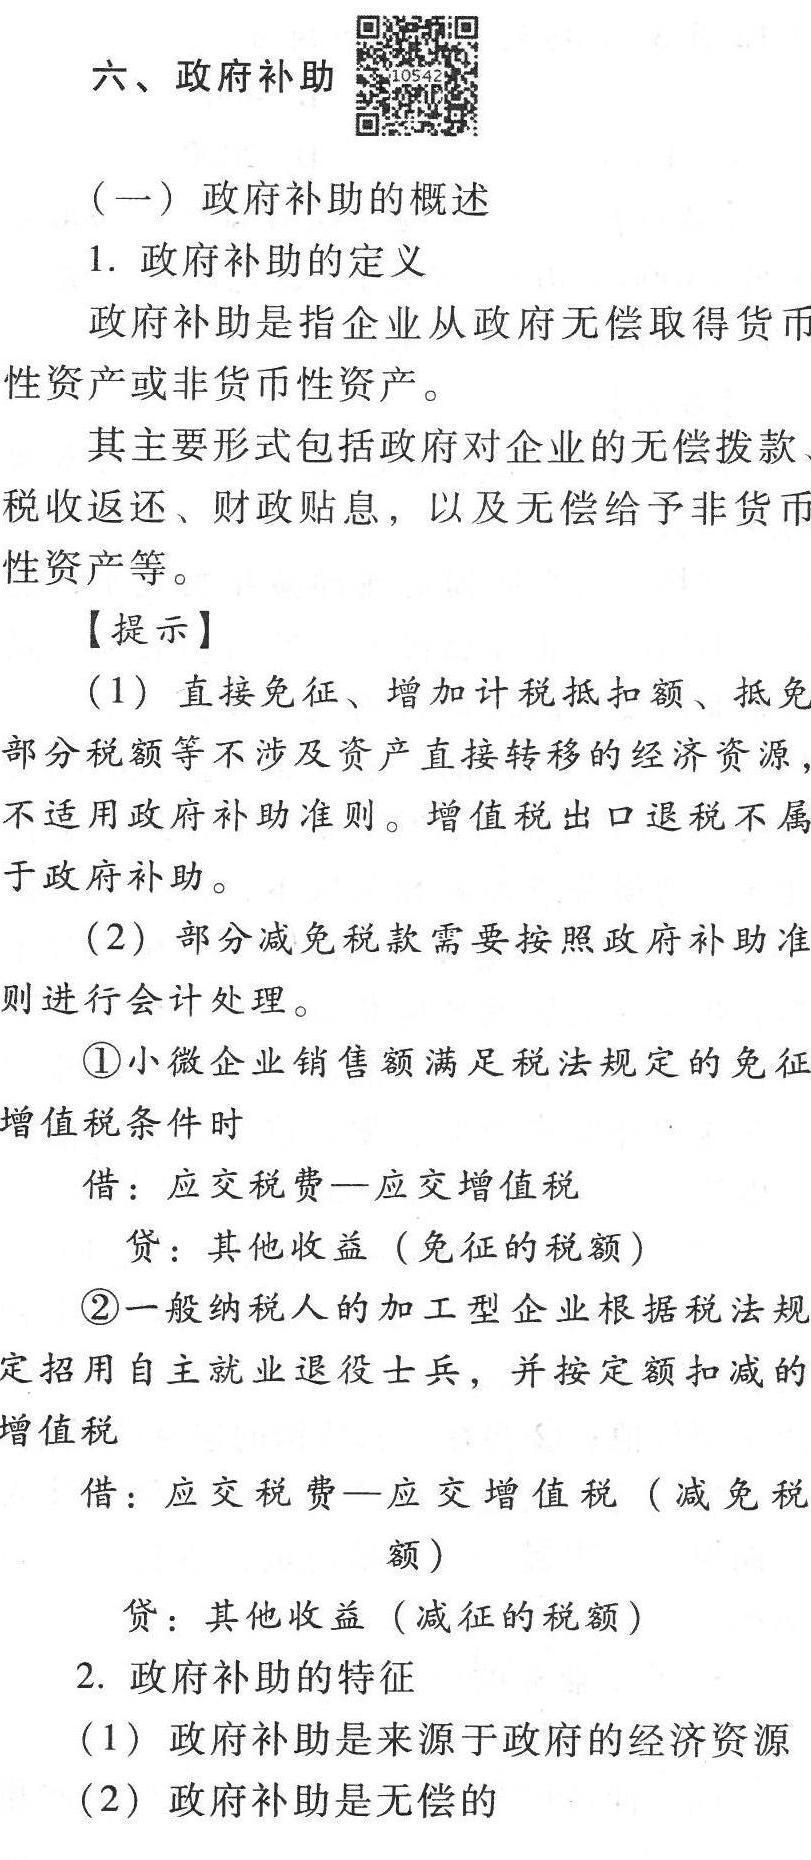 六、政府补助
10542
（一）政府补助的概述
1. 政府补助的定义
政府补助是指企业从政府无偿取得货币
性资产或非货币性资产。
其主要形式包括政府对企业的无偿拨款、
税收返还、财政贴息，以及无偿给予非货币
性资产等。
【提示】
（1）直接免征、增加计税抵扣额、抵免
部分税额等不涉及资产直接转移的经济资源，
不适用政府补助准则。增值税出口退税不属
于政府补助。
（2）部分减免税款需要按照政府补助准
则进行会计处理。
①小微企业销售额满足税法规定的免征
增值税条件时
借：应交税费—应交增值税
贷：其他收益（免征的税额）
②一般纳税人的加工型企业根据税法规
定招用自主就业退役士兵，并按定额扣减的
增值税
借：应交税费—应交增值税（减免税
额）
贷：其他收益（减征的税额）
2. 政府补助的特征
（1）政府补助是来源于政府的经济资源
（2）政府补助是无偿的